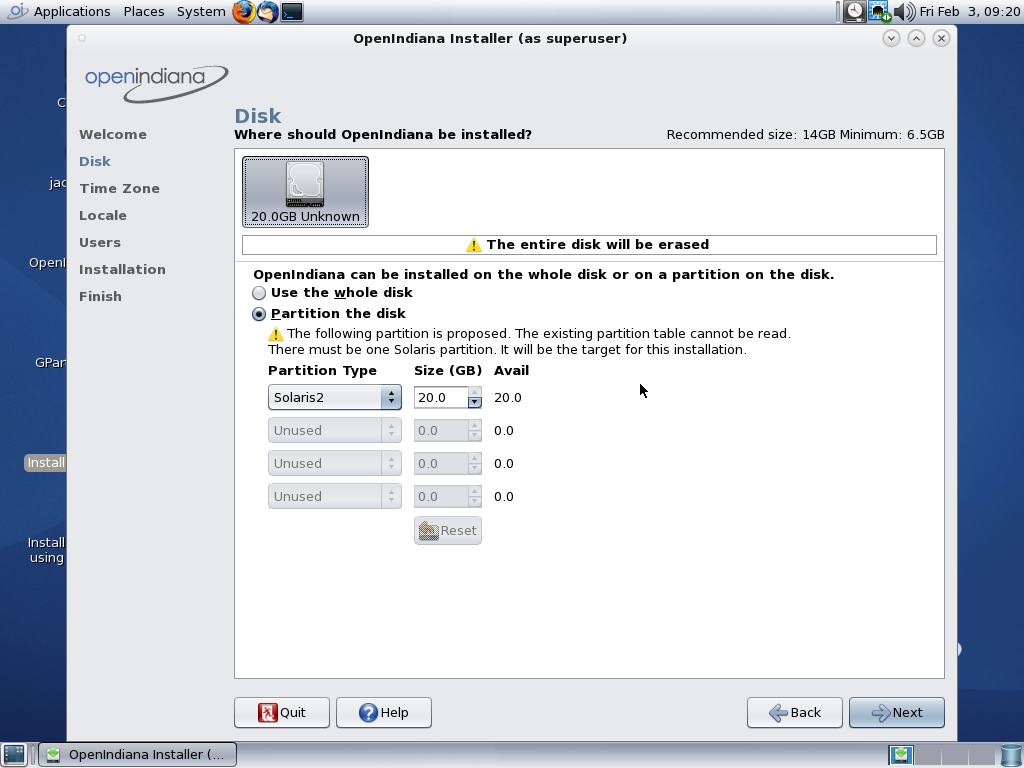 Applications Places System Fri Feb 3, 09:20
OpenIndiana Installer (as superuser)
openindiana
Disk
Where should OpenIndiana be installed? Recommended size: 14GB Minimum: 6.5GB
Welcome
Disk
Time Zone
Locale
Users
Installation
Finish
20.0GB Unknown
The entire disk will be erased
OpenIndiana can be installed on the whole disk or on a partition on the disk.
Use the whole disk
Partition the disk
The following partition is proposed. The existing partition table cannot be read.
There must be one Solaris partition. It will be the target for this installation.
Partition Type Size (GB) Avail
Solaris2 20.0 20.0
Unused 0.0 0.0
Unused 0.0 0.0
Unused 0.0 0.0
Reset
Quit Help Back Next
jac
OpenI
GPar
Install
Install
using
OpenIndiana Installer (...